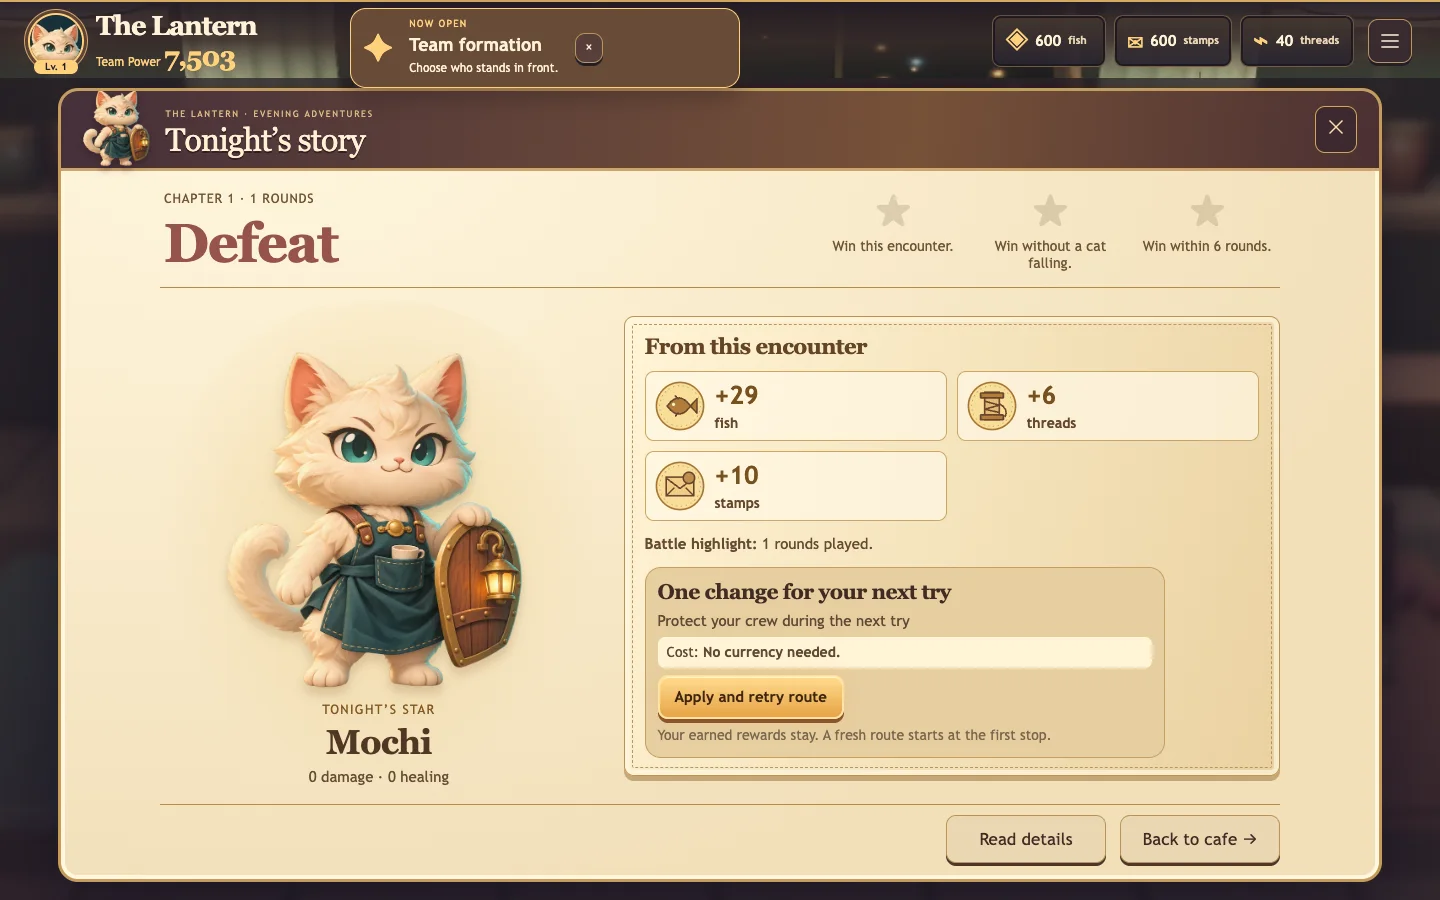 The Lantern
Lv. 1
Team Power 7,503
NOW OPEN
Team formation
Choose who stands in front.
600 fish
600 stamps
40 threads
THE LANTERN · EVENING ADVENTURES
Tonight’s story
CHAPTER 1 · 1 ROUNDS
Defeat
Win this encounter.
Win without a cat
falling.
Win within 6 rounds.
From this encounter
+29
fish
+6
threads
+10
stamps
Battle highlight: 1 rounds played.
One change for your next try
Protect your crew during the next try
Cost: No currency needed.
Apply and retry route
Your earned rewards stay. A fresh route starts at the first stop.
TONIGHT’S STAR
Mochi
0 damage · 0 healing
Read details
Back to cafe →